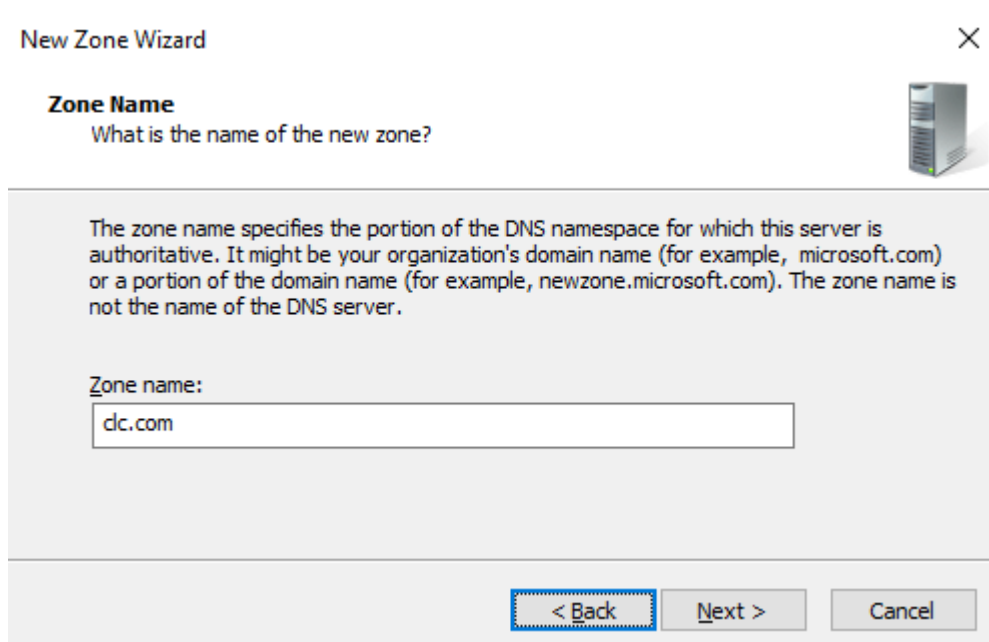 New Zone Wizard
Zone Name
What is the name of the new zone?
The zone name specifies the portion of the DNS namespace for which this server is
authoritative. It might be your organization's domain name (for example, microsoft.com)
or a portion of the domain name (for example, newzone.microsoft.com). The zone name is
not the name of the DNS server.
Zone name:
clc.com
< Back
Next >
Cancel